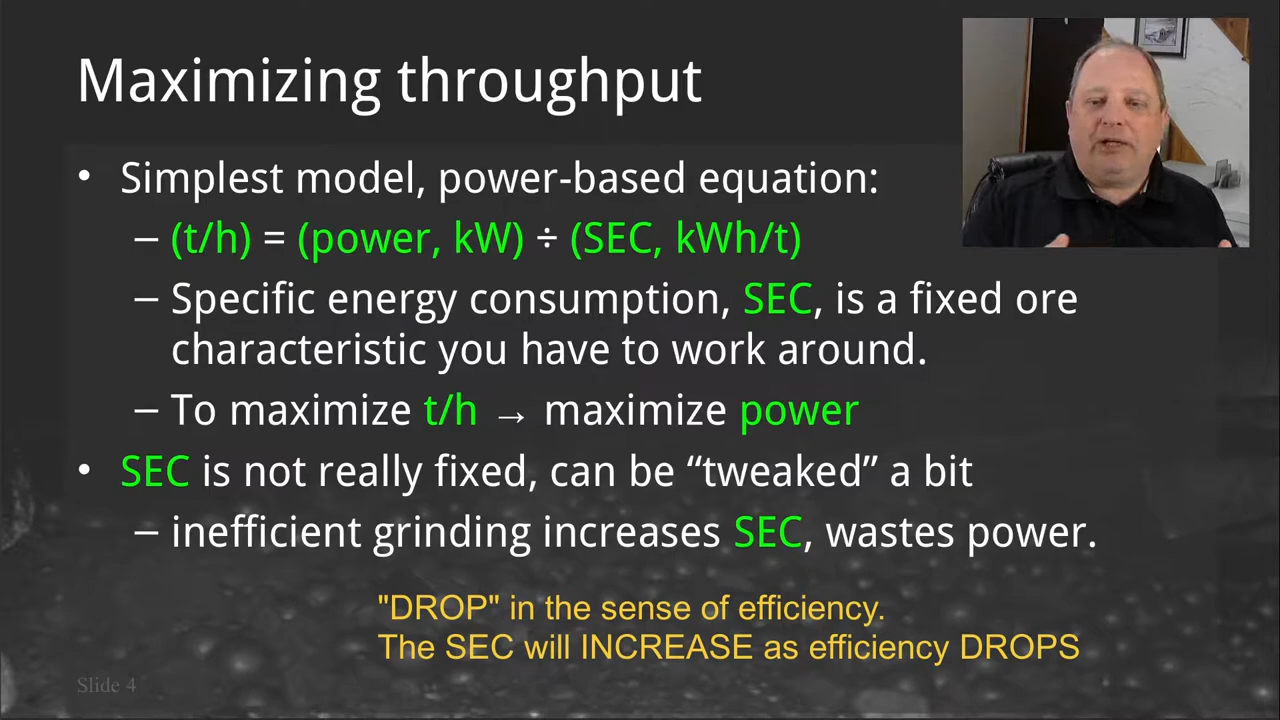 Maximizing throughput
• Simplest model, power-based equation:
– (t/h) = (power, kW) ÷ (SEC, kWh/t)
– Specific energy consumption, SEC, is a fixed ore
characteristic you have to work around.
– To maximize t/h → maximize power
• SEC is not really fixed, can be “tweaked” a bit
– inefficient grinding increases SEC, wastes power.
"DROP" in the sense of efficiency.
The SEC will INCREASE as efficiency DROPS
Slide 4